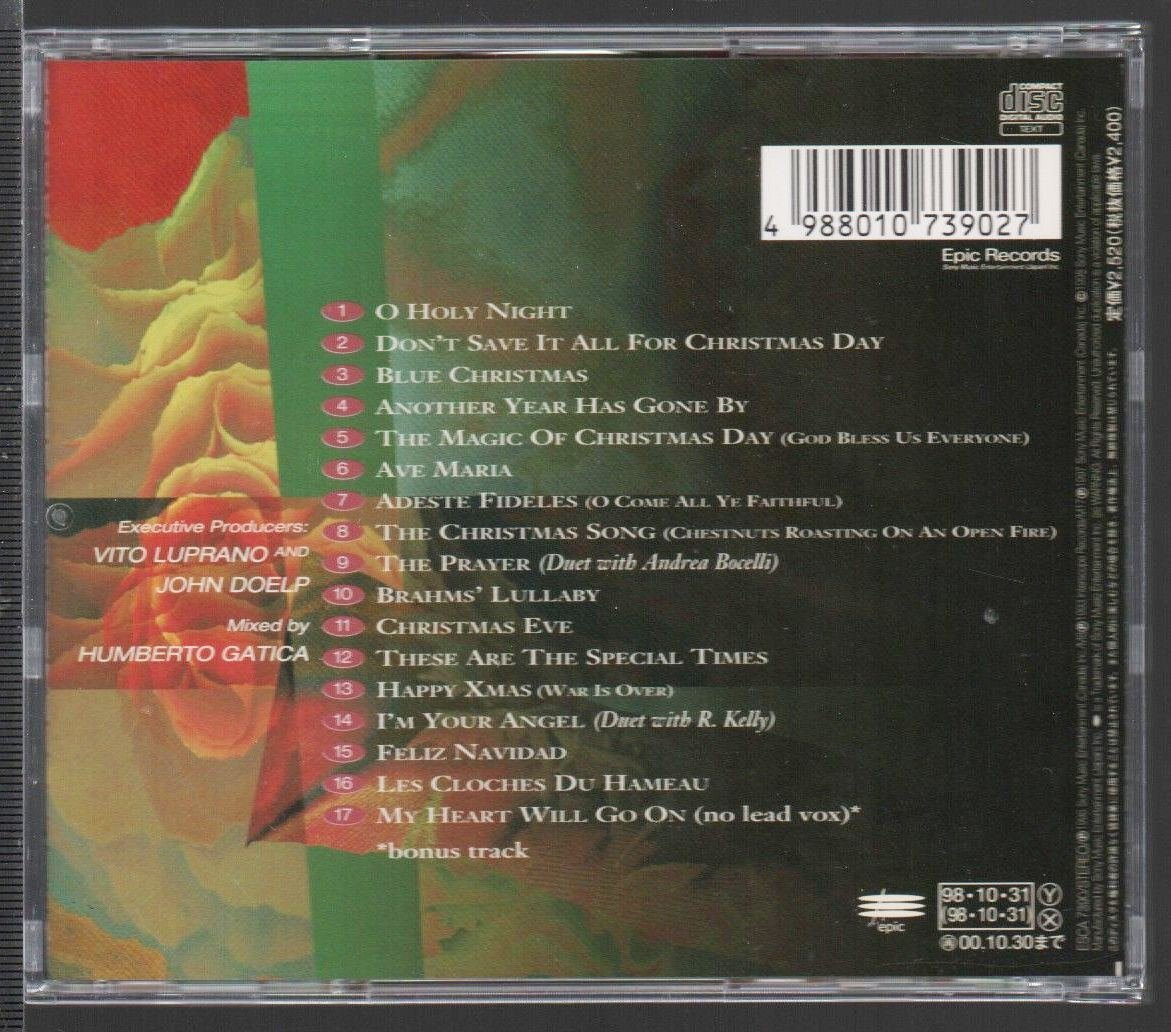 COMPACT
disc
DIGITAL AUDIO
TEXT
4 988010 739027
Epic Records
Sony Music Entertainment (Japan) Inc.
定価¥2,520(税抜価格¥2,400)
1 O HOLY NIGHT
2 DON'T SAVE IT ALL FOR CHRISTMAS DAY
3 BLUE CHRISTMAS
4 ANOTHER YEAR HAS GONE BY
5 THE MAGIC OF CHRISTMAS DAY (GOD BLESS US EVERYONE)
6 AVE MARIA
7 ADESTE FIDELES (O COME ALL YE FAITHFUL)
8 THE CHRISTMAS SONG (CHESTNUTS ROASTING ON AN OPEN FIRE)
9 THE PRAYER (Duet with Andrea Bocelli)
10 BRAHMS' LULLABY
11 CHRISTMAS EVE
12 THESE ARE THE SPECIAL TIMES
13 HAPPY XMAS (WAR IS OVER)
14 I'M YOUR ANGEL (Duet with R. Kelly)
15 FELIZ NAVIDAD
16 LES CLOCHES DU HAMEAU
17 MY HEART WILL GO ON (no lead vox)*
*bonus track
Executive Producers:
VITO LUPRANO AND
JOHN DOELP
Mixed by
HUMBERTO GATICA
epic
98·10·31 Y
(98·10·31) X
00.10.30まで